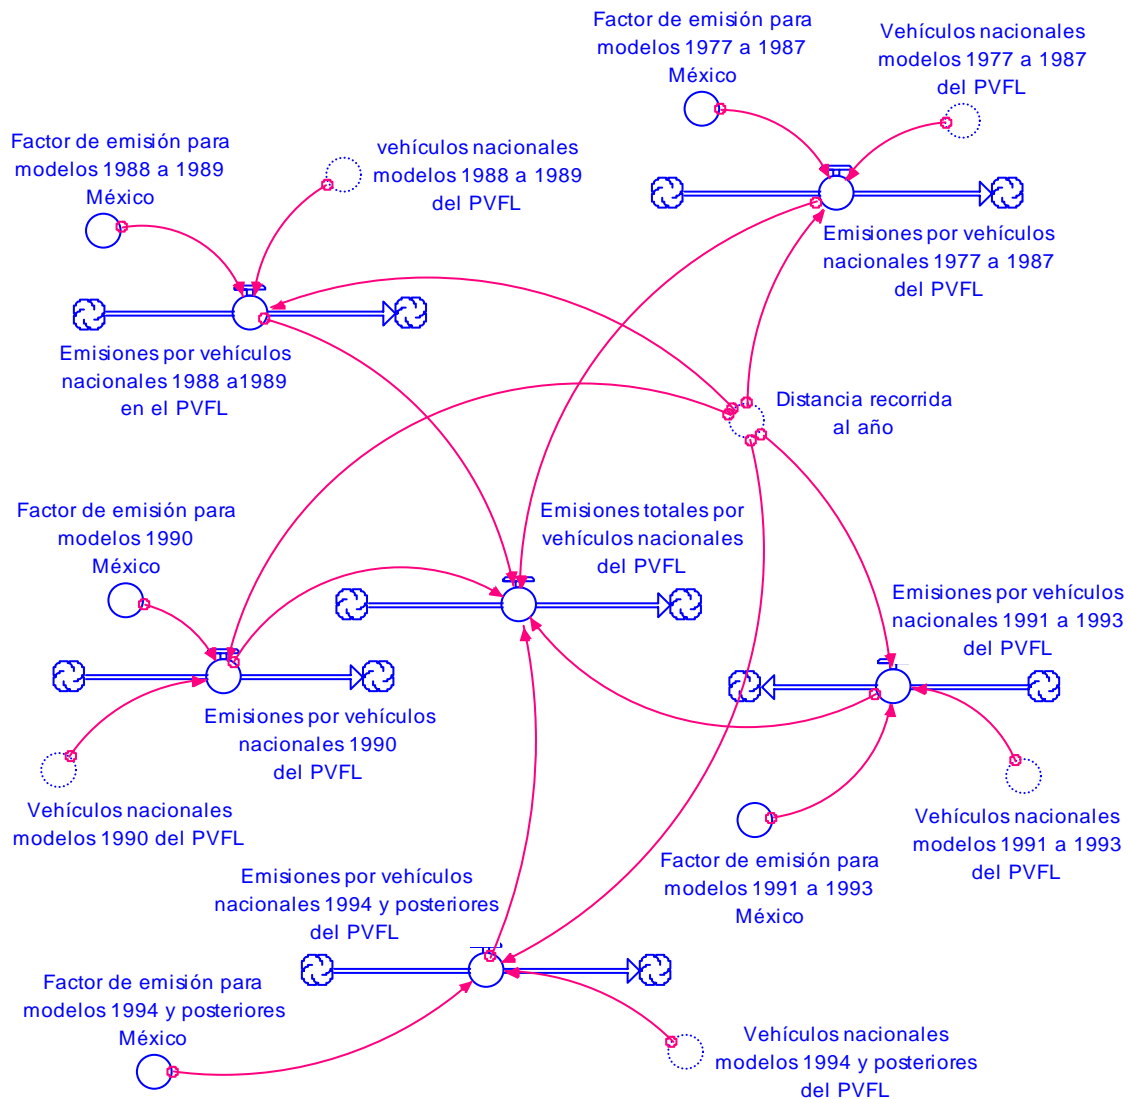 Factor de emisión para
modelos 1977 a 1987
México
Vehículos nacionales
modelos 1977 a 1987
del PVFL
Factor de emisión para
modelos 1988 a 1989
México
vehículos nacionales
modelos 1988 a 1989
del PVFL
Emisiones por vehículos
nacionales 1977 a 1987
del PVFL
Emisiones por vehículos
nacionales 1988 a1989
en el PVFL
Distancia recorrida
al año
Factor de emisión para
modelos 1990
México
Emisiones totales por
vehículos nacionales
del PVFL
Emisiones por vehículos
nacionales 1991 a 1993
del PVFL
Emisiones por vehículos
nacionales 1990
del PVFL
Vehículos nacionales
modelos 1990 del PVFL
Vehículos nacionales
modelos 1991 a 1993
del PVFL
Factor de emisión para
modelos 1991 a 1993
México
Emisiones por vehículos
nacionales 1994 y posteriores
del PVFL
Factor de emisión para
modelos 1994 y posteriores
México
Vehículos nacionales
modelos 1994 y posteriores
del PVFL